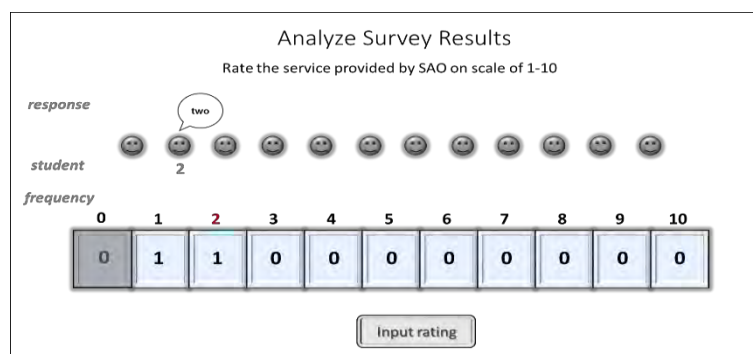 Analyze Survey Results
Rate the service provided by SAO on scale of 1-10
response
two
student
2
frequency
0 1 2 3 4 5 6 7 8 9 10
0 1 1 0 0 0 0 0 0 0 0
Input rating